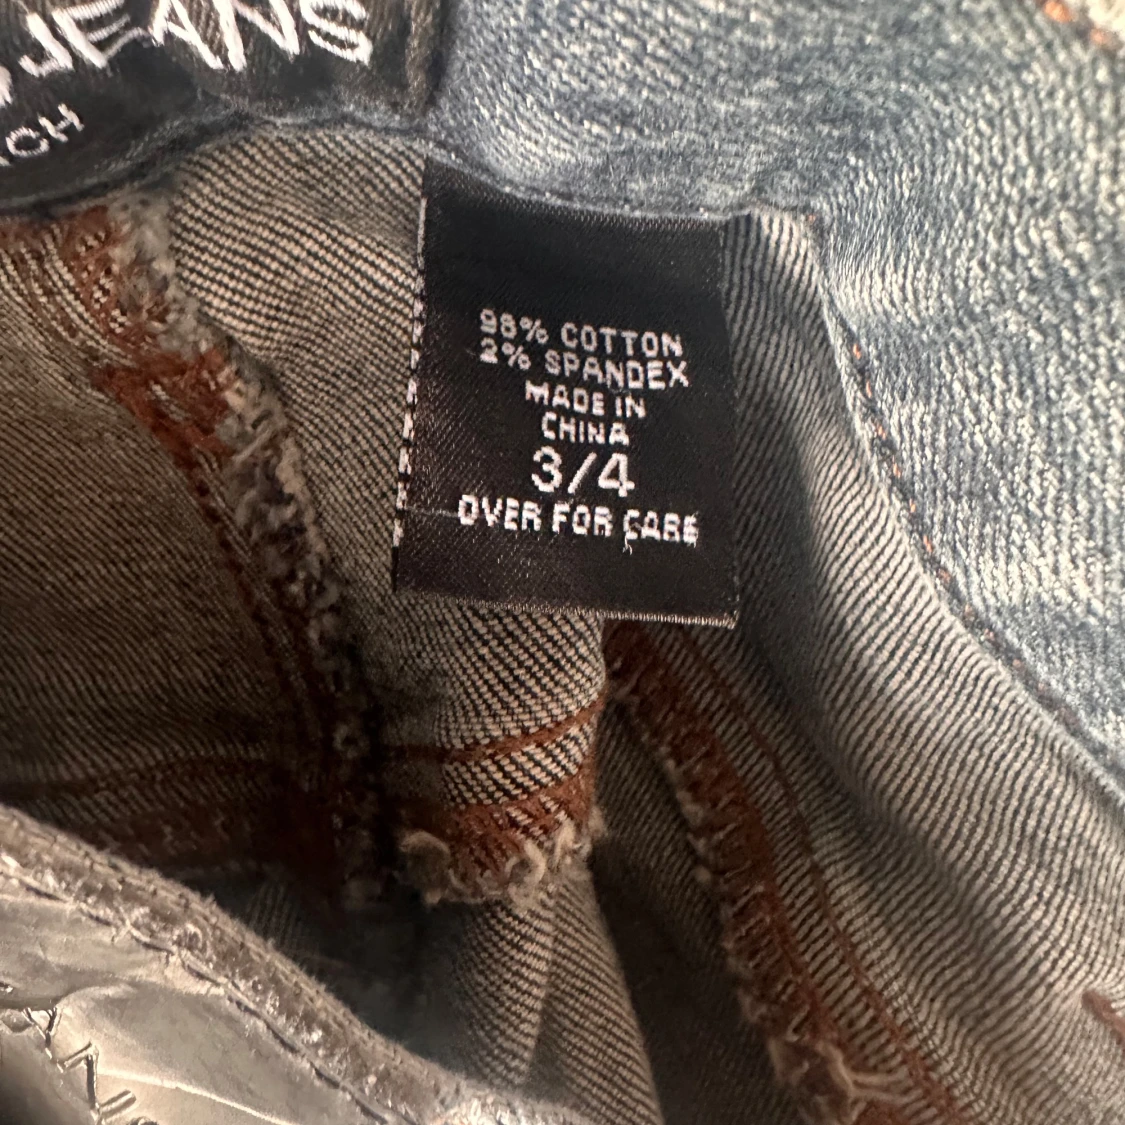 JEANS
98% COTTON
2% SPANDEX
MADE IN
CHINA
3/4
OVER FOR CARE